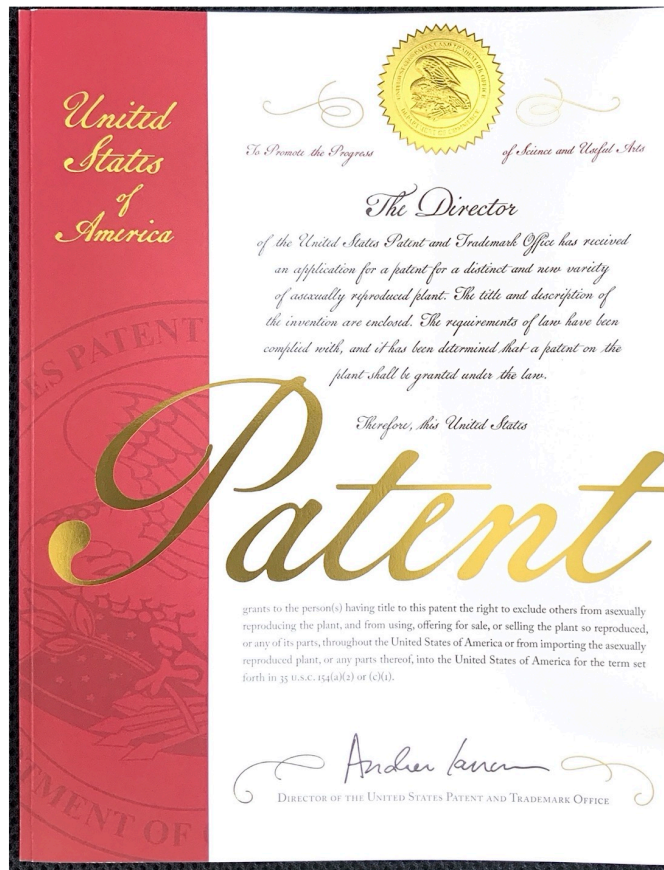 United
States
of
America
To Promote the Progress
of Science and Useful Arts
The Director
of the United States Patent and Trademark Office has received
an application for a patent for a distinct and new variety
of asexually reproduced plant. The title and description of
the invention are enclosed. The requirements of law have been
complied with, and it has been determined that a patent on the
plant shall be granted under the law.
Therefore, this United States
Patent
grants to the person(s) having title to this patent the right to exclude others from asexually
reproducing the plant, and from using, offering for sale, or selling the plant so reproduced,
or any of its parts, throughout the United States of America or from importing the asexually
reproduced plant, or any parts thereof, into the United States of America for the term set
forth in 35 U.S.C. 154(a)(2) or (c)(1).
DIRECTOR OF THE UNITED STATES PATENT AND TRADEMARK OFFICE
ES PATENT
TMENT OF